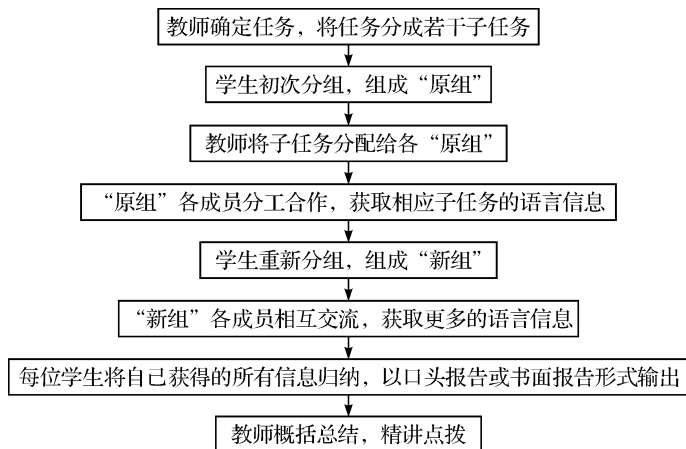 教师确定任务，将任务分成若干子任务
学生初次分组，组成“原组”
教师将子任务分配给各“原组”
“原组”各成员分工合作，获取相应子任务的语言信息
学生重新分组，组成“新组”
“新组”各成员相互交流，获取更多的语言信息
每位学生将自己获得的所有信息归纳，以口头报告或书面报告形式输出
教师概括总结，精讲点拨